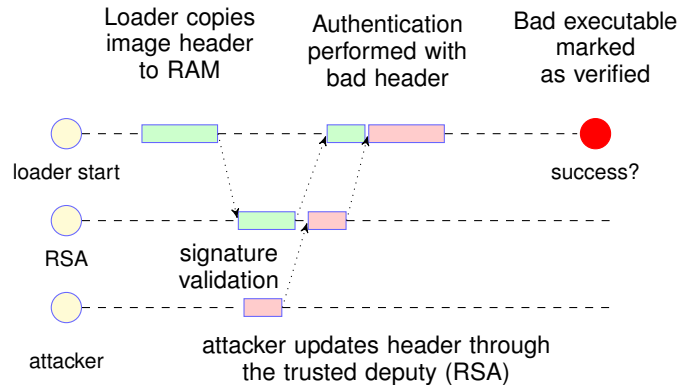 Loader copies
image header
to RAM
Authentication
performed with
bad header
Bad executable
marked
as verified
loader start
success?
RSA
signature
validation
attacker
attacker updates header through
the trusted deputy (RSA)